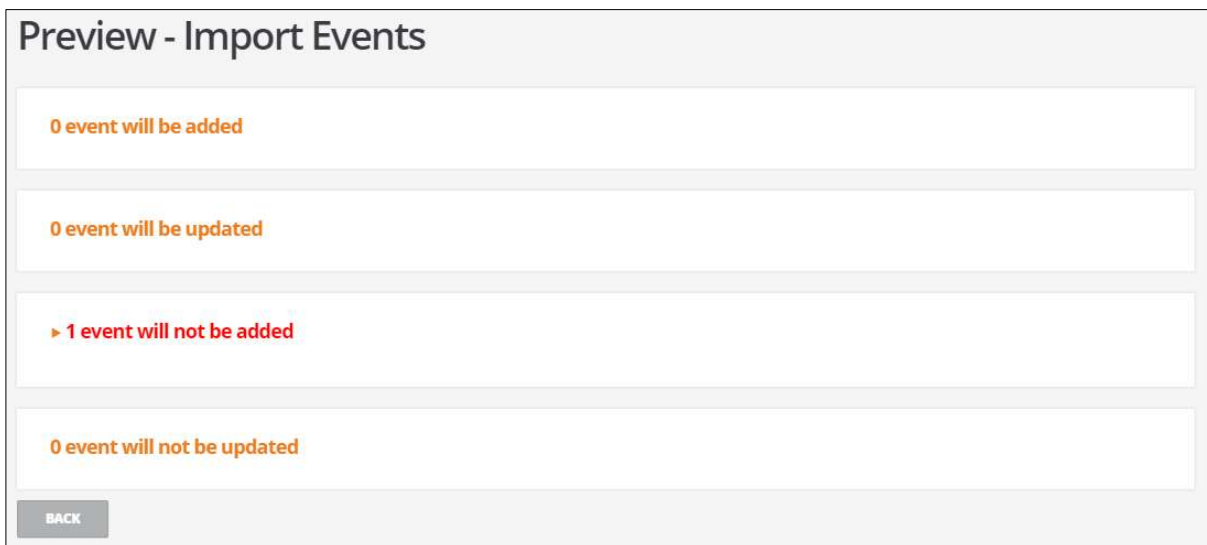 Preview - Import Events
0 event will be added
0 event will be updated
1 event will not be added
0 event will not be updated
BACK